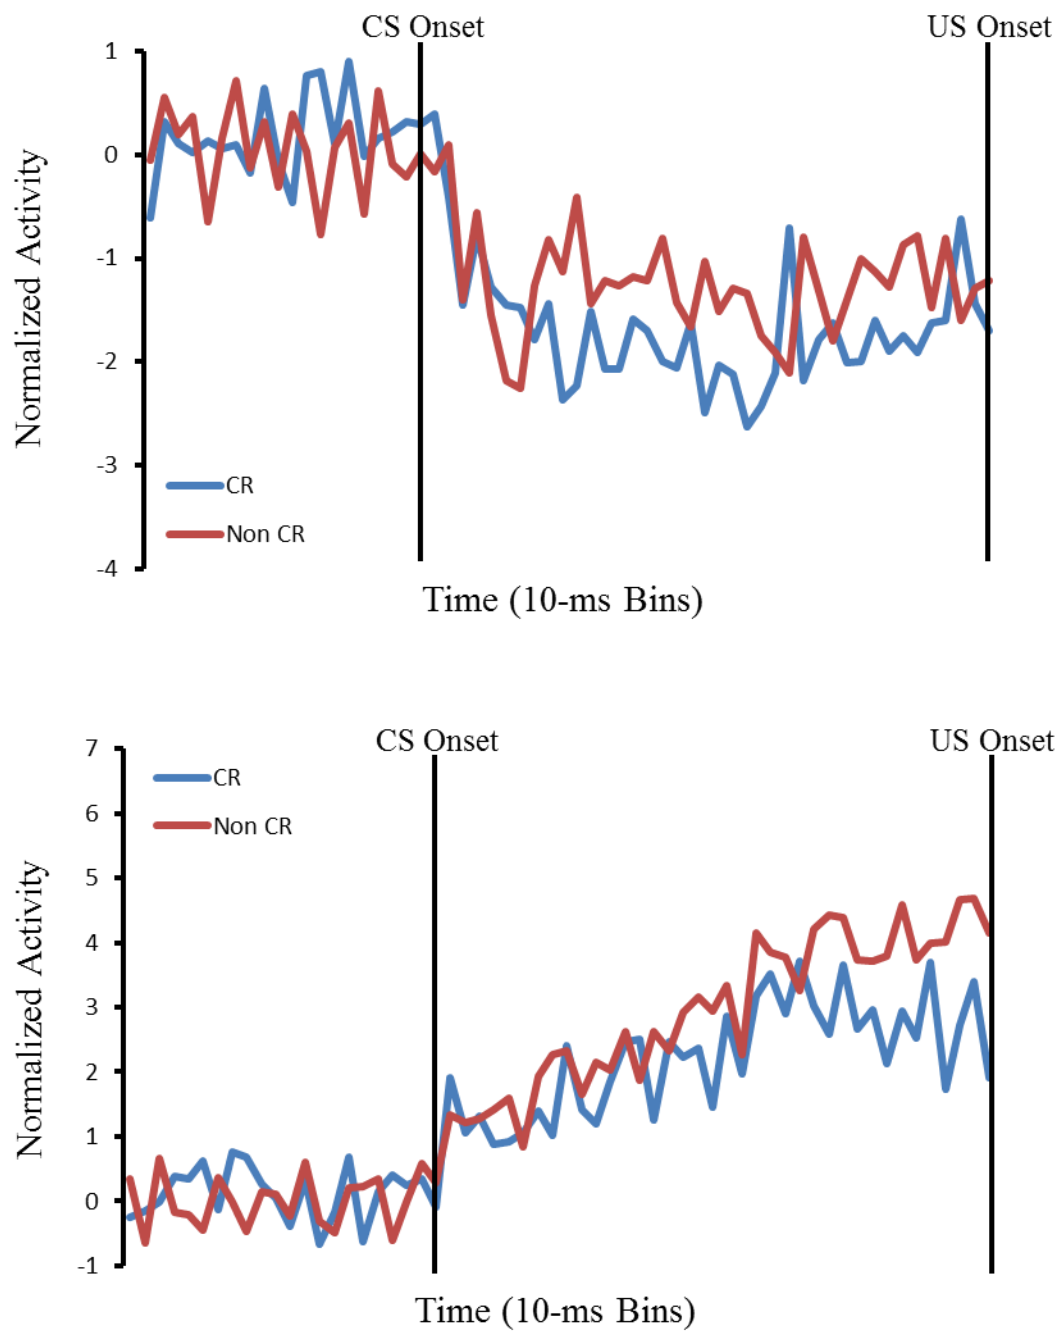 CS Onset
US Onset
1
0
-1
-2
-3
-4
Normalized Activity
CR
Non CR
Time (10-ms Bins)
CS Onset
US Onset
7
6
5
4
3
2
1
0
-1
Normalized Activity
CR
Non CR
Time (10-ms Bins)